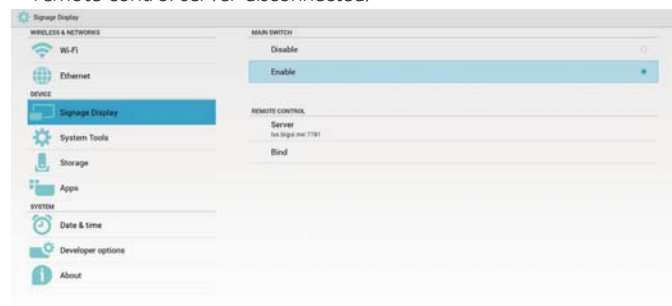 remote control server disconnected.
Signage Display
WIRELESS & NETWORKS
Wi-Fi
Ethernet
DEVICE
Signage Display
System Tools
Storage
Apps
SYSTEM
Date & time
Developer options
About
MAIN SWITCH
Disable
Enable
REMOTE CONTROL
Server
Bind